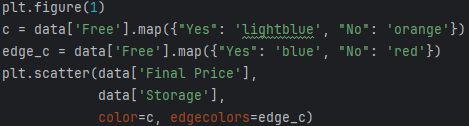 plt.figure(1)
c = data['Free'].map({"Yes": 'lightblue', "No": 'orange'})
edge_c = data['Free'].map({"Yes": 'blue', "No": 'red'})
plt.scatter(data['Final Price'],
            data['Storage'],
            color=c, edgecolors=edge_c)